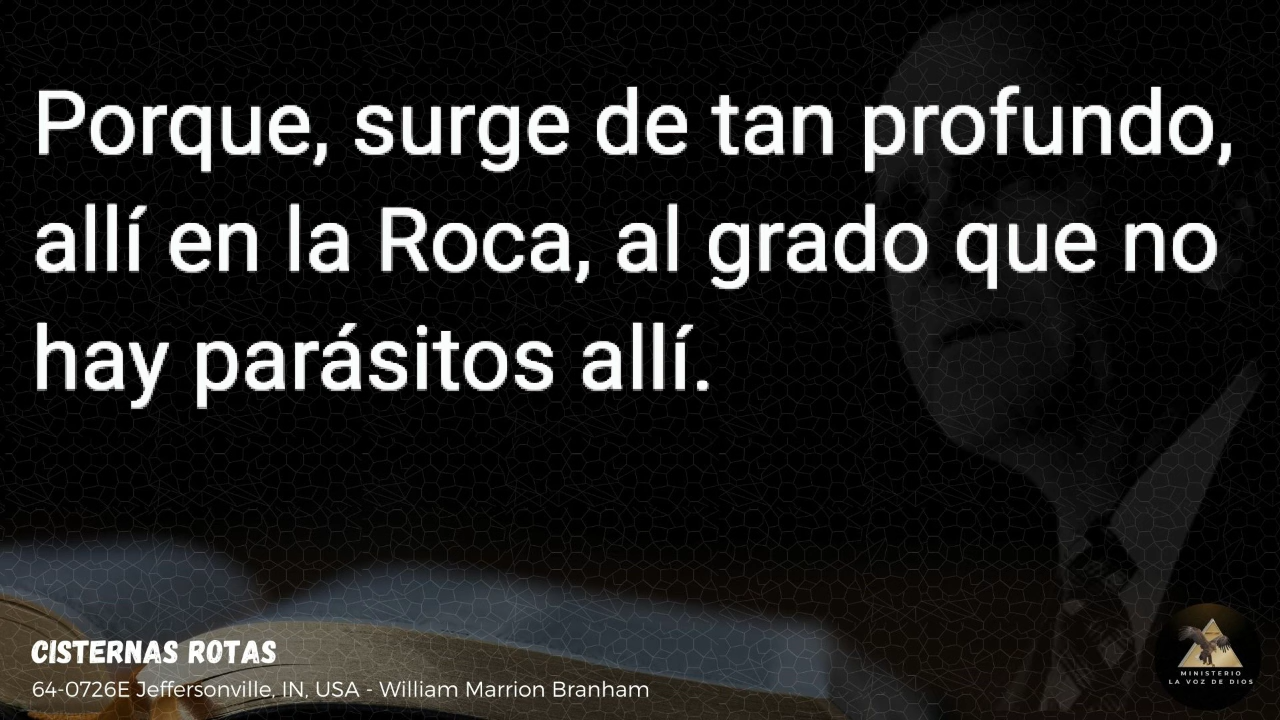 Porque, surge de tan profundo,
allí en la Roca, al grado que no
hay parásitos allí.
CISTERNAS ROTAS
64-0726E Jeffersonville, IN, USA - William Marrion Branham
MINISTERIO
LA VOZ DE DIOS